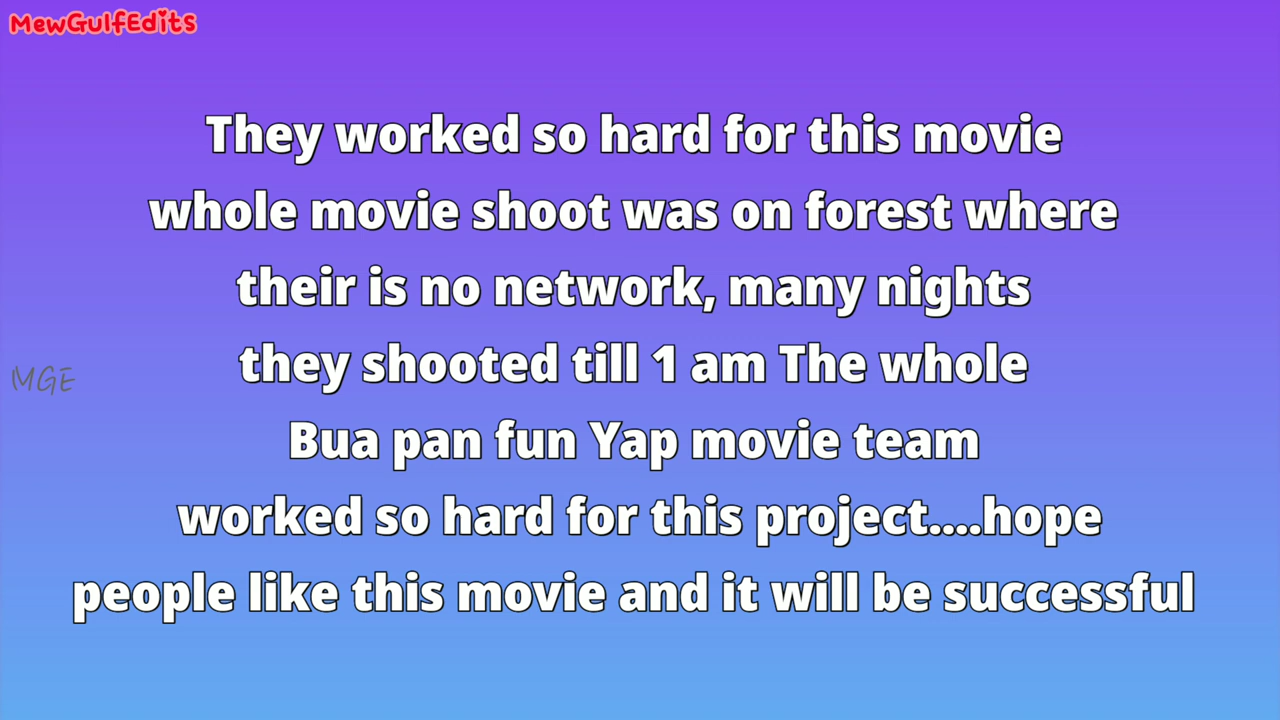 MewGulfEdits
They worked so hard for this movie
whole movie shoot was on forest where
their is no network, many nights
they shooted till 1 am The whole
MGE
Bua pan fun Yap movie team
worked so hard for this project....hope
people like this movie and it will be successful